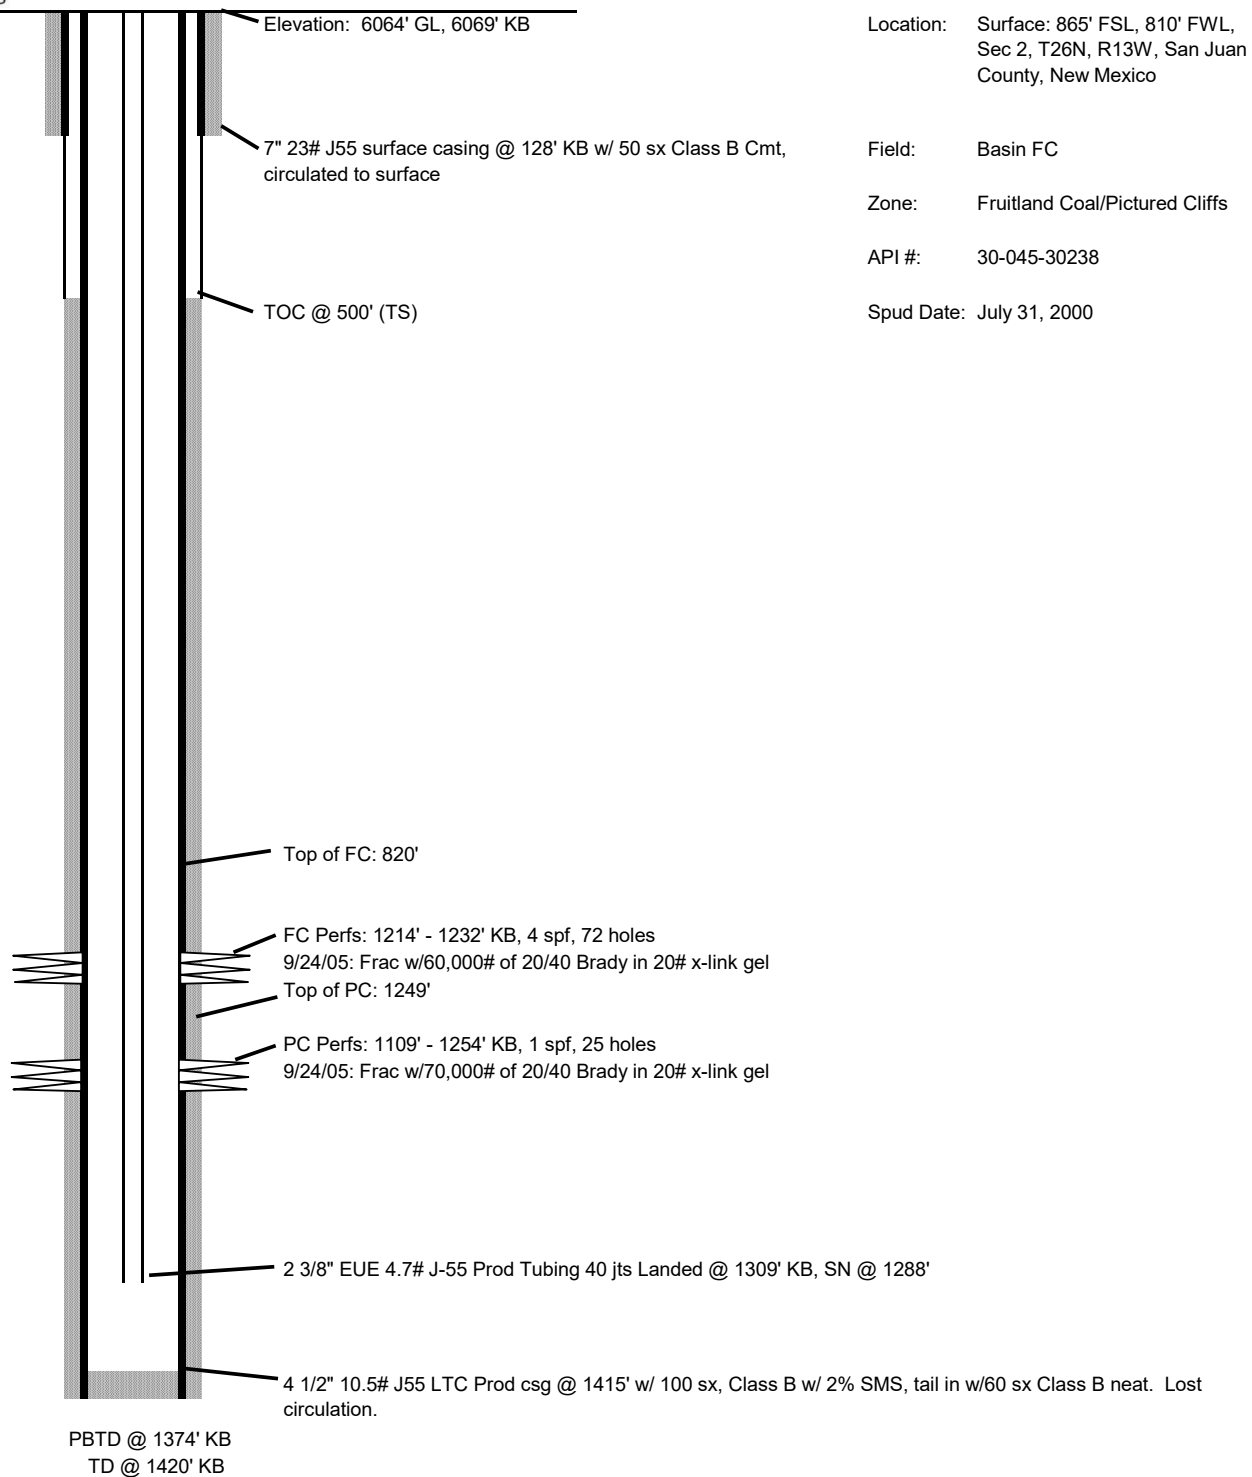 Elevation:  6064' GL, 6069' KB
Location: Surface: 865' FSL, 810' FWL,
Sec 2, T26N, R13W, San Juan
County, New Mexico
7" 23# J55 surface casing @ 128' KB w/ 50 sx Class B Cmt,
circulated to surface
Field: Basin FC
Zone: Fruitland Coal/Pictured Cliffs
API #: 30-045-30238
TOC @ 500' (TS)
Spud Date: July 31, 2000
Top of FC: 820'
FC Perfs: 1214' - 1232' KB, 4 spf, 72 holes
9/24/05: Frac w/60,000# of 20/40 Brady in 20# x-link gel
Top of PC: 1249'
PC Perfs: 1109' - 1254' KB, 1 spf, 25 holes
9/24/05: Frac w/70,000# of 20/40 Brady in 20# x-link gel
2 3/8" EUE 4.7# J-55 Prod Tubing 40 jts Landed @ 1309' KB, SN @ 1288'
4 1/2" 10.5# J55 LTC Prod csg @ 1415' w/ 100 sx, Class B w/ 2% SMS, tail in w/60 sx Class B neat.  Lost
circulation.
PBTD @ 1374' KB
TD @ 1420' KB